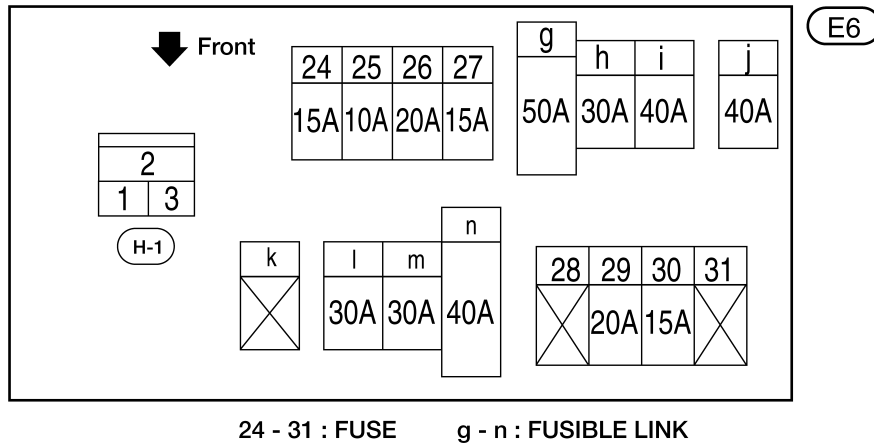 E6
Front
g
24 25 26 27
h i j
15A 10A 20A 15A
50A 30A 40A 40A
2
1 3
H-1
n
k l m
28 29 30 31
30A 30A 40A
20A 15A
24 - 31 : FUSE g - n : FUSIBLE LINK